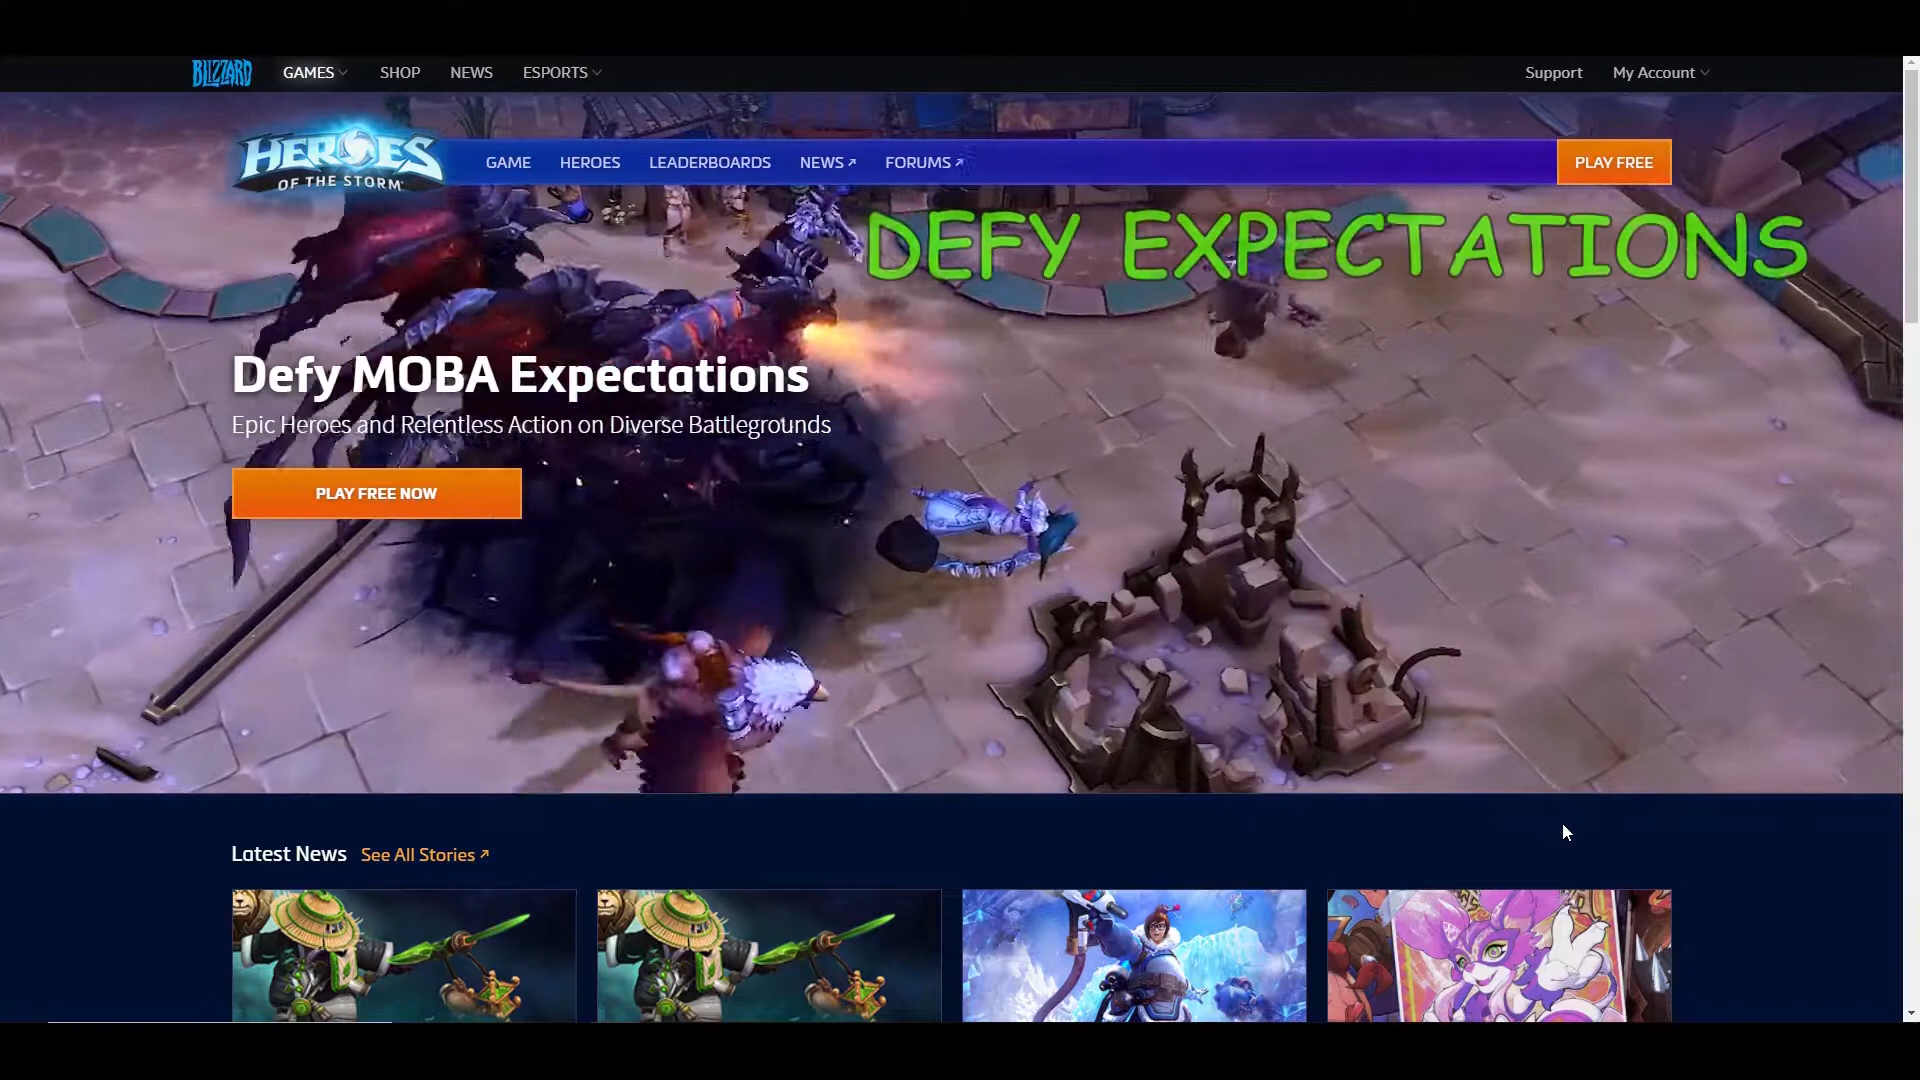 BLIZZARD GAMES SHOP NEWS ESPORTS Support My Account
HEROES OF THE STORM
GAME HEROES LEADERBOARDS NEWS FORUMS PLAY FREE
DEFY EXPECTATIONS
Defy MOBA Expectations
Epic Heroes and Relentless Action on Diverse Battlegrounds
PLAY FREE NOW
Latest News See All Stories